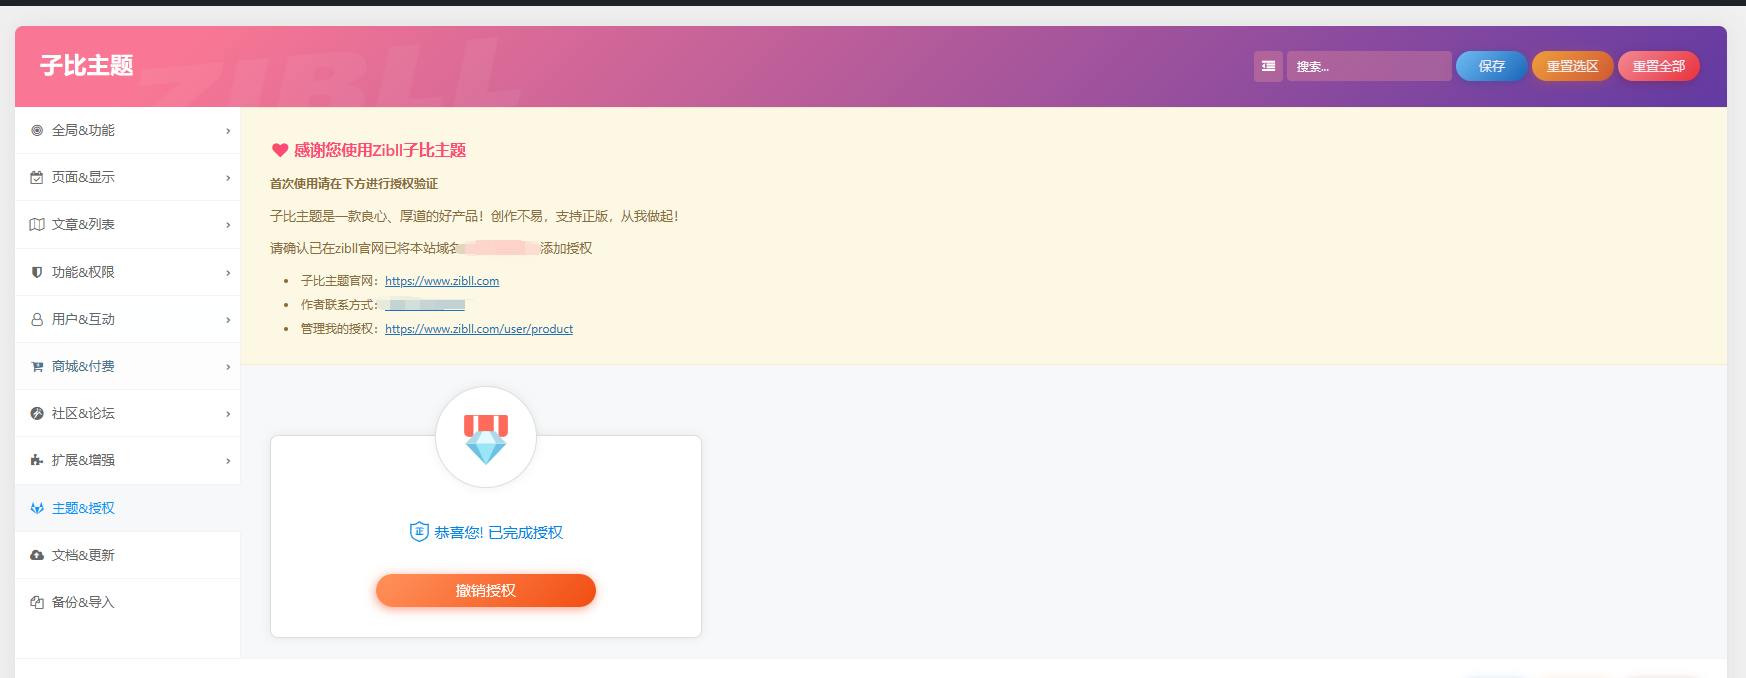 子比主题
ZIBLL
搜索...
保存
重置选区
重置全部
全局&功能
页面&显示
文章&列表
功能&权限
用户&互动
商城&付费
社区&论坛
扩展&增强
主题&授权
文档&更新
备份&导入
感谢您使用Zibll子比主题
首次使用请在下方进行授权验证
子比主题是一款良心、厚道的好产品！创作不易，支持正版，从我做起！
请确认已在zibll官网已将本站域名 添加授权
子比主题官网：https://www.zibll.com
作者联系方式：
管理我的授权：https://www.zibll.com/user/product
正 恭喜您! 已完成授权
撤销授权